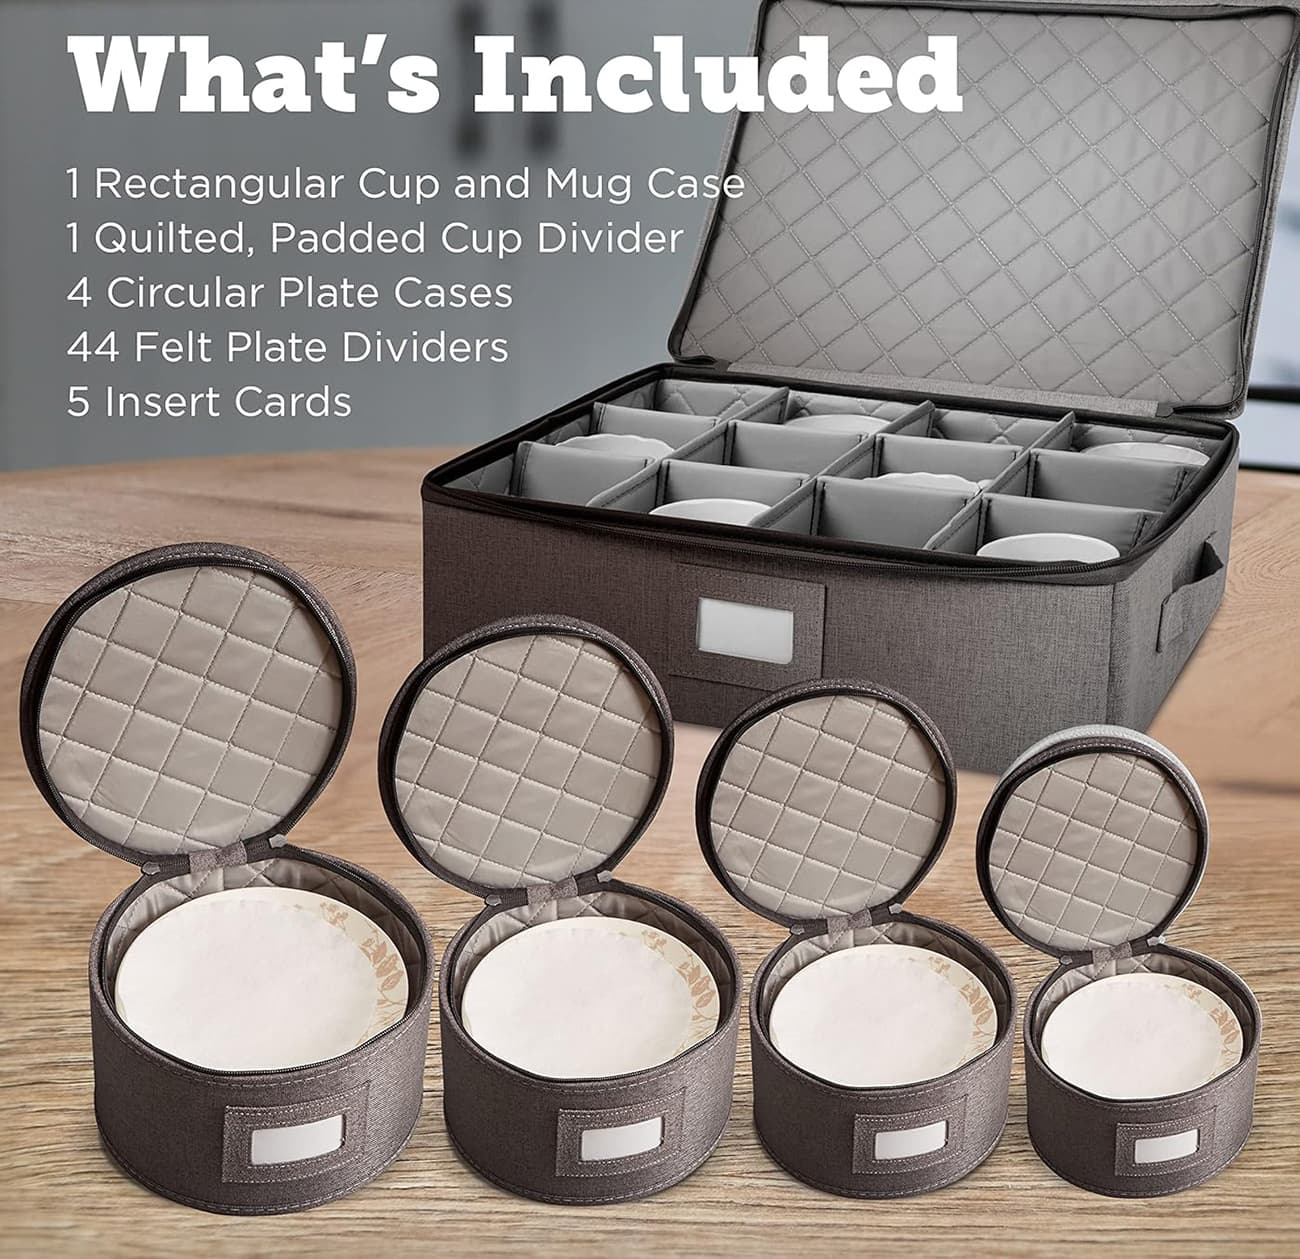 What's Included
1 Rectangular Cup and Mug Case
1 Quilted, Padded Cup Divider
4 Circular Plate Cases
44 Felt Plate Dividers
5 Insert Cards